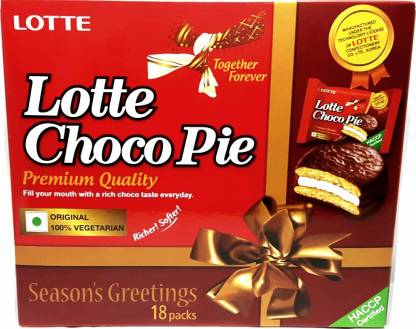 LOTTE
MANUFACTURED
UNDER THE
TECHNOLOGY LICENSE
OF LOTTE
CONFECTIONERY
CO. LTD., KOREA
Together
Forever
LOTTE
Lotte
Choco Pie
HACCP
Lotte
Choco Pie
Premium Quality
Fill your mouth with a rich choco taste everyday.
ORIGINAL
100% VEGETARIAN
Richer! Softer!
Season's Greetings
18 packs
HACCP
Certified